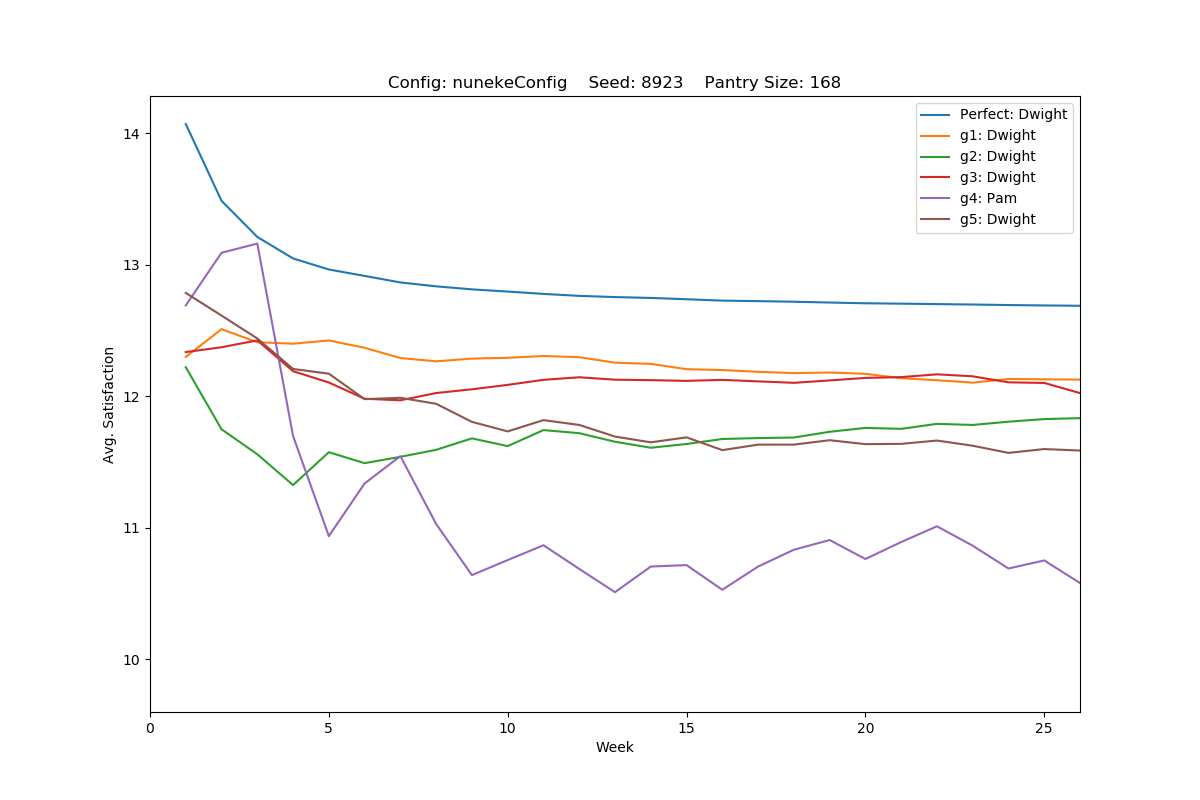 Config: nunekeConfig    Seed: 8923    Pantry Size: 168
Perfect: Dwight
g1: Dwight
g2: Dwight
g3: Dwight
g4: Pam
g5: Dwight
Avg. Satisfaction
14
13
12
11
10
0 5 10 15 20 25
Week